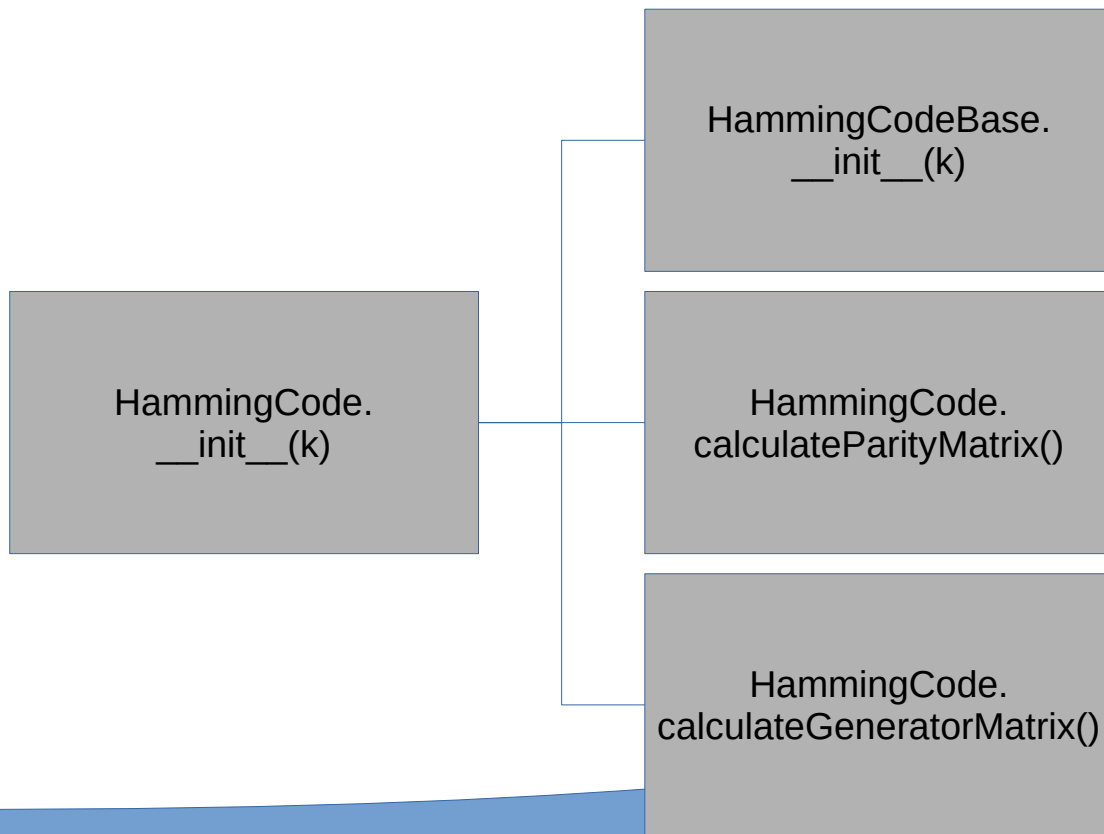 HammingCodeBase.
__init__(k)
HammingCode.
__init__(k)
HammingCode.
calculateParityMatrix()
HammingCode.
calculateGeneratorMatrix()